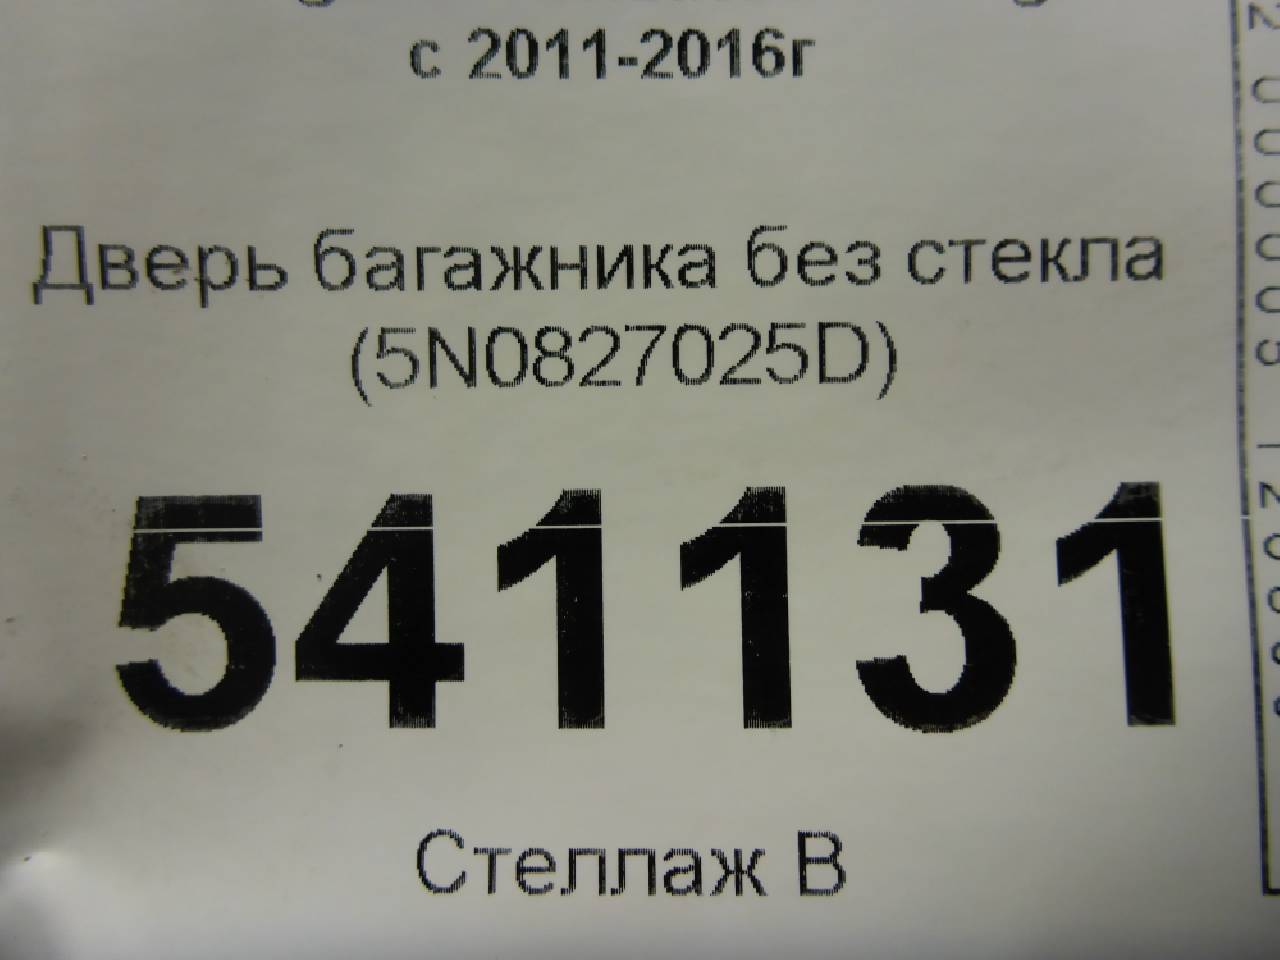 с 2011-2016г
Дверь багажника без стекла
(5N0827025D)
541131
Стеллаж В